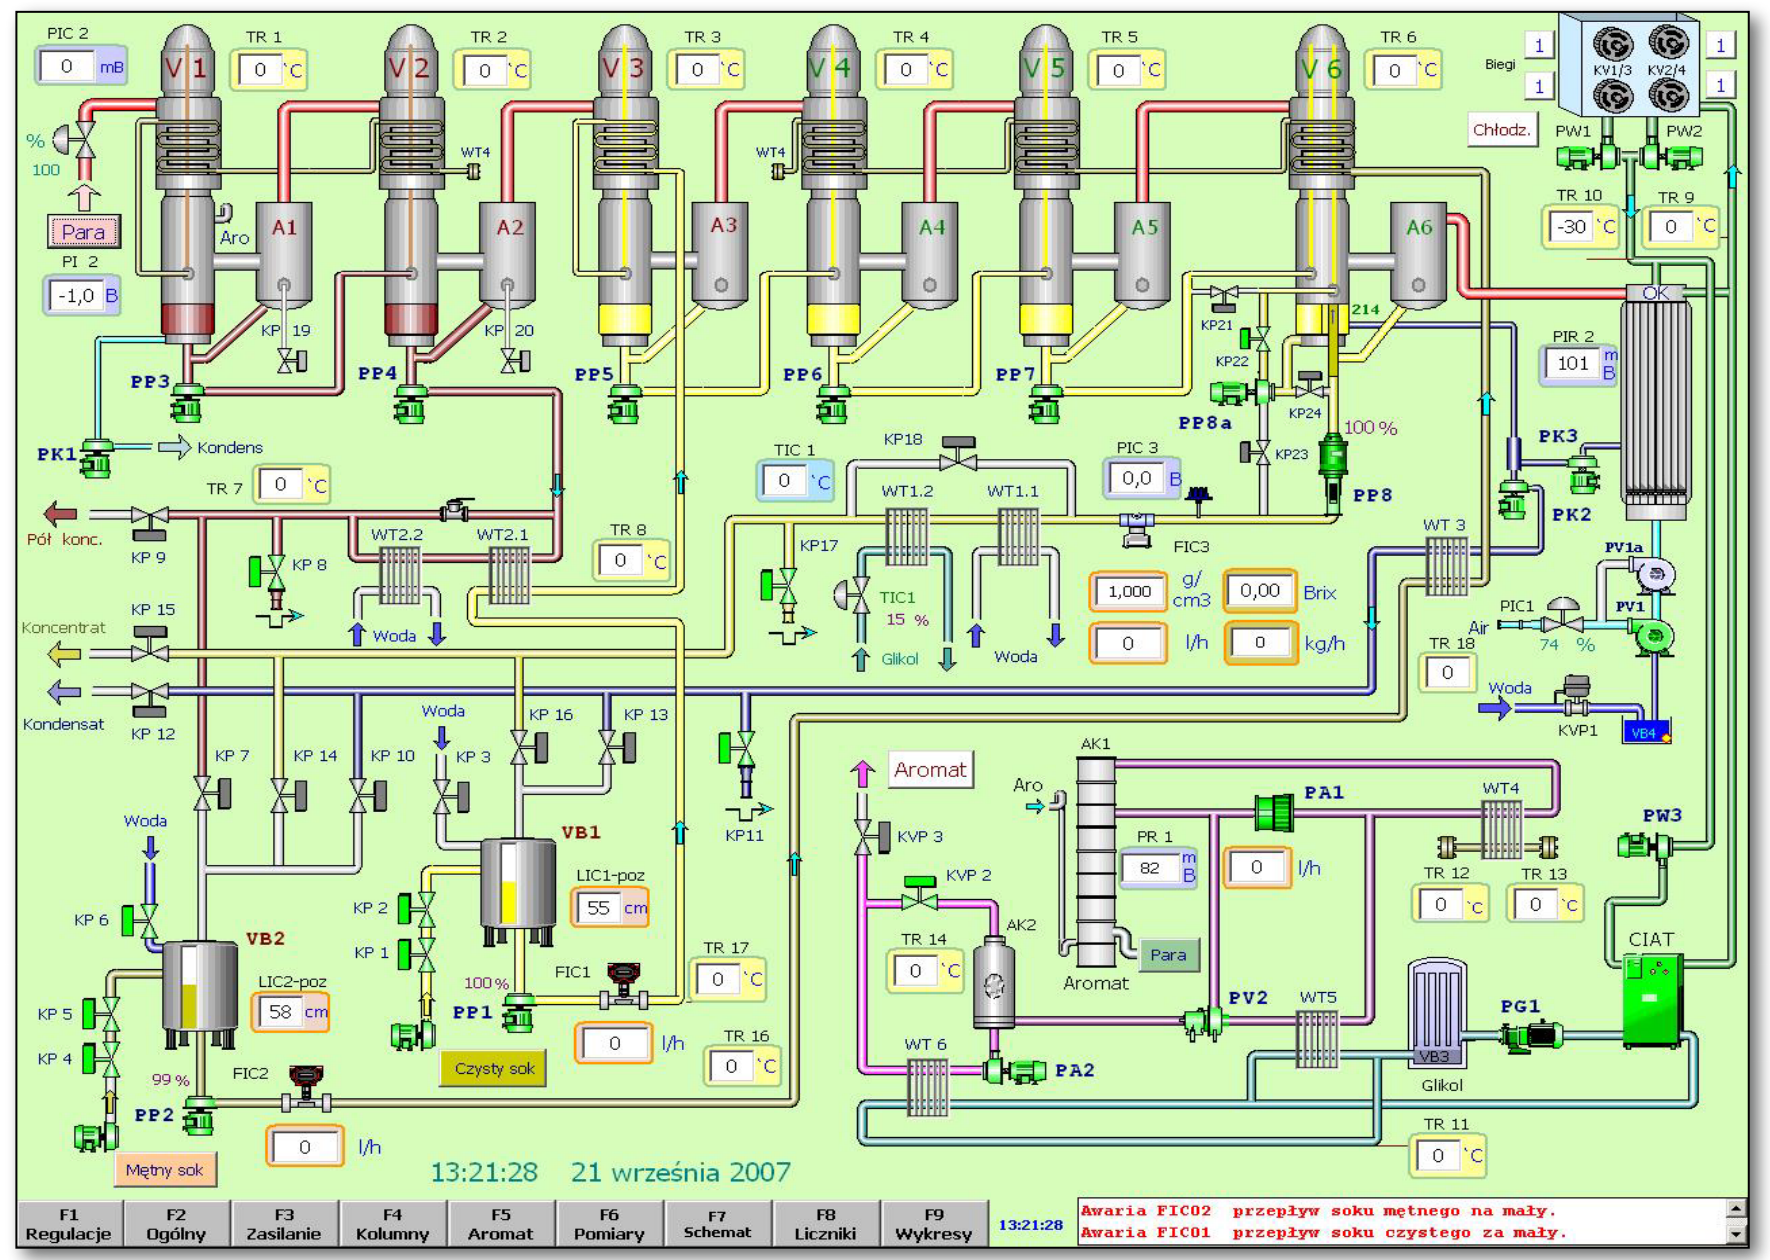 PIC 2
0 mB
TR 1
0 °C
TR 2
0 °C
TR 3
0 °C
TR 4
0 °C
TR 5
0 °C
TR 6
0 °C
V 1
V 2
V 3
V 4
V 5
V 6
Biegi
1
1
1
1
KV1/3
KV2/4
Chłodz.
PW1
PW2
%
100
Para
PI 2
-1,0 B
WT4
WT4
Aro
A1
A2
A3
A4
A5
A6
TR 10
-30 °C
TR 9
0 °C
OK
KP 19
KP 20
KP21
214
KP22
PIR 2
101 mB
PP3
PP4
PP5
PP6
PP7
PP8a
KP24
100 %
PK1
Kondens
KP18
TIC 1
0 °C
PIC 3
0,0 B
KP23
PP8
PK3
PK2
TR 7
0 °C
Pół konc.
KP 9
KP 8
WT2.2
WT2.1
TR 8
0 °C
KP17
WT1.2
WT1.1
FIC3
WT 3
PV1a
TIC1
15 %
Glikol
Woda
Woda
1,000 g/cm3
0,00 Brix
0 l/h
0 kg/h
PIC1
PV1
Air
74 %
TR 18
0
Woda
KVP1
VB4
KP 15
Koncentrat
Kondensat
KP 12
KP 7
KP 14
KP 10
Woda
KP 3
KP 16
KP 13
KP11
Woda
KP 6
VB2
LIC2-poz
58 cm
KP 5
KP 4
99 %
PP2
FIC2
0 l/h
Mętny sok
VB1
LIC1-poz
55 cm
KP 2
KP 1
100 %
PP1
FIC1
0 l/h
Czysty sok
TR 17
0 °C
TR 16
0 °C
Aromat
KVP 3
KVP 2
AK1
Aro
PR 1
82 mB
PA1
0 l/h
WT4
TR 12
0 °C
TR 13
0 °C
PW3
TR 14
0 °C
AK2
Para
Aromat
PV2
WT5
WT 6
PA2
VB3
Glikol
PG1
CIAT
TR 11
0 °C
13:21:28 21 września 2007
F1 Regulacje
F2 Ogólny
F3 Zasilanie
F4 Kolumny
F5 Aromat
F6 Pomiary
F7 Schemat
F8 Liczniki
F9 Wykresy
13:21:28
Awaria FIC02 przepływ soku mętnego na mały.
Awaria FIC01 przepływ soku czystego za mały.